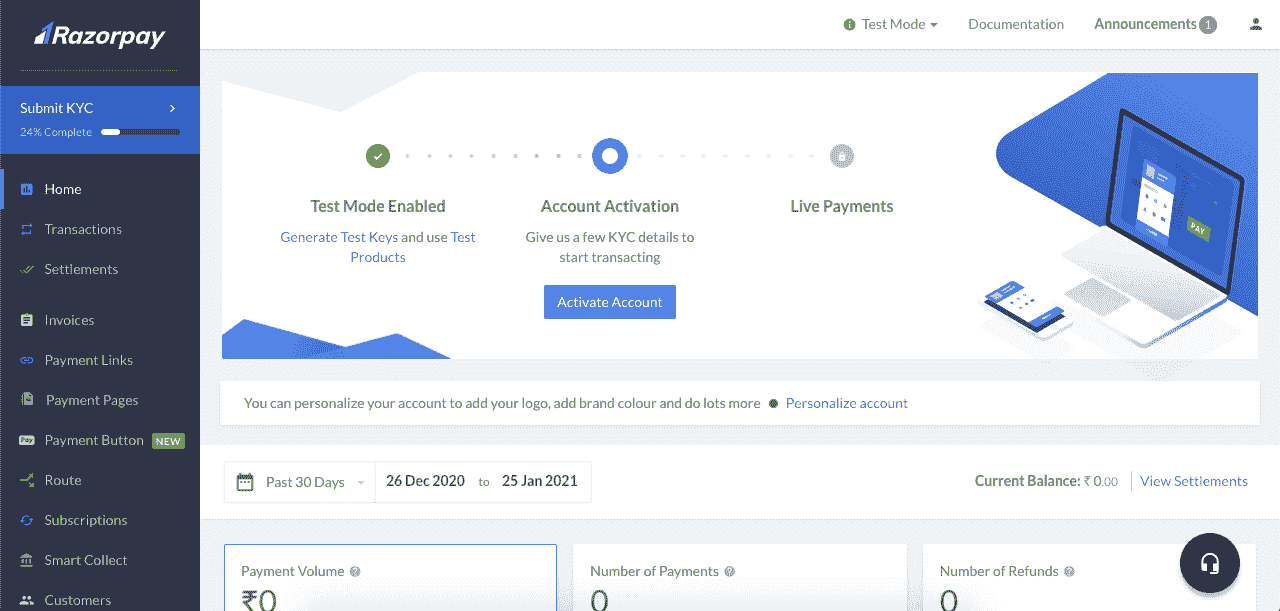 Razorpay
Test Mode
Documentation
Announcements 1
Submit KYC
24% Complete
Home
Transactions
Settlements
Invoices
Payment Links
Payment Pages
Pay Payment Button NEW
Route
Subscriptions
Smart Collect
Customers
Test Mode Enabled
Generate Test Keys and use Test
Products
Account Activation
Give us a few KYC details to
start transacting
Activate Account
Live Payments
PAY
You can personalize your account to add your logo, add brand colour and do lots more
Personalize account
Past 30 Days
26 Dec 2020 to 25 Jan 2021
Current Balance: ₹ 0.00
View Settlements
Payment Volume ?
₹0
Number of Payments ?
0
Number of Refunds ?
0